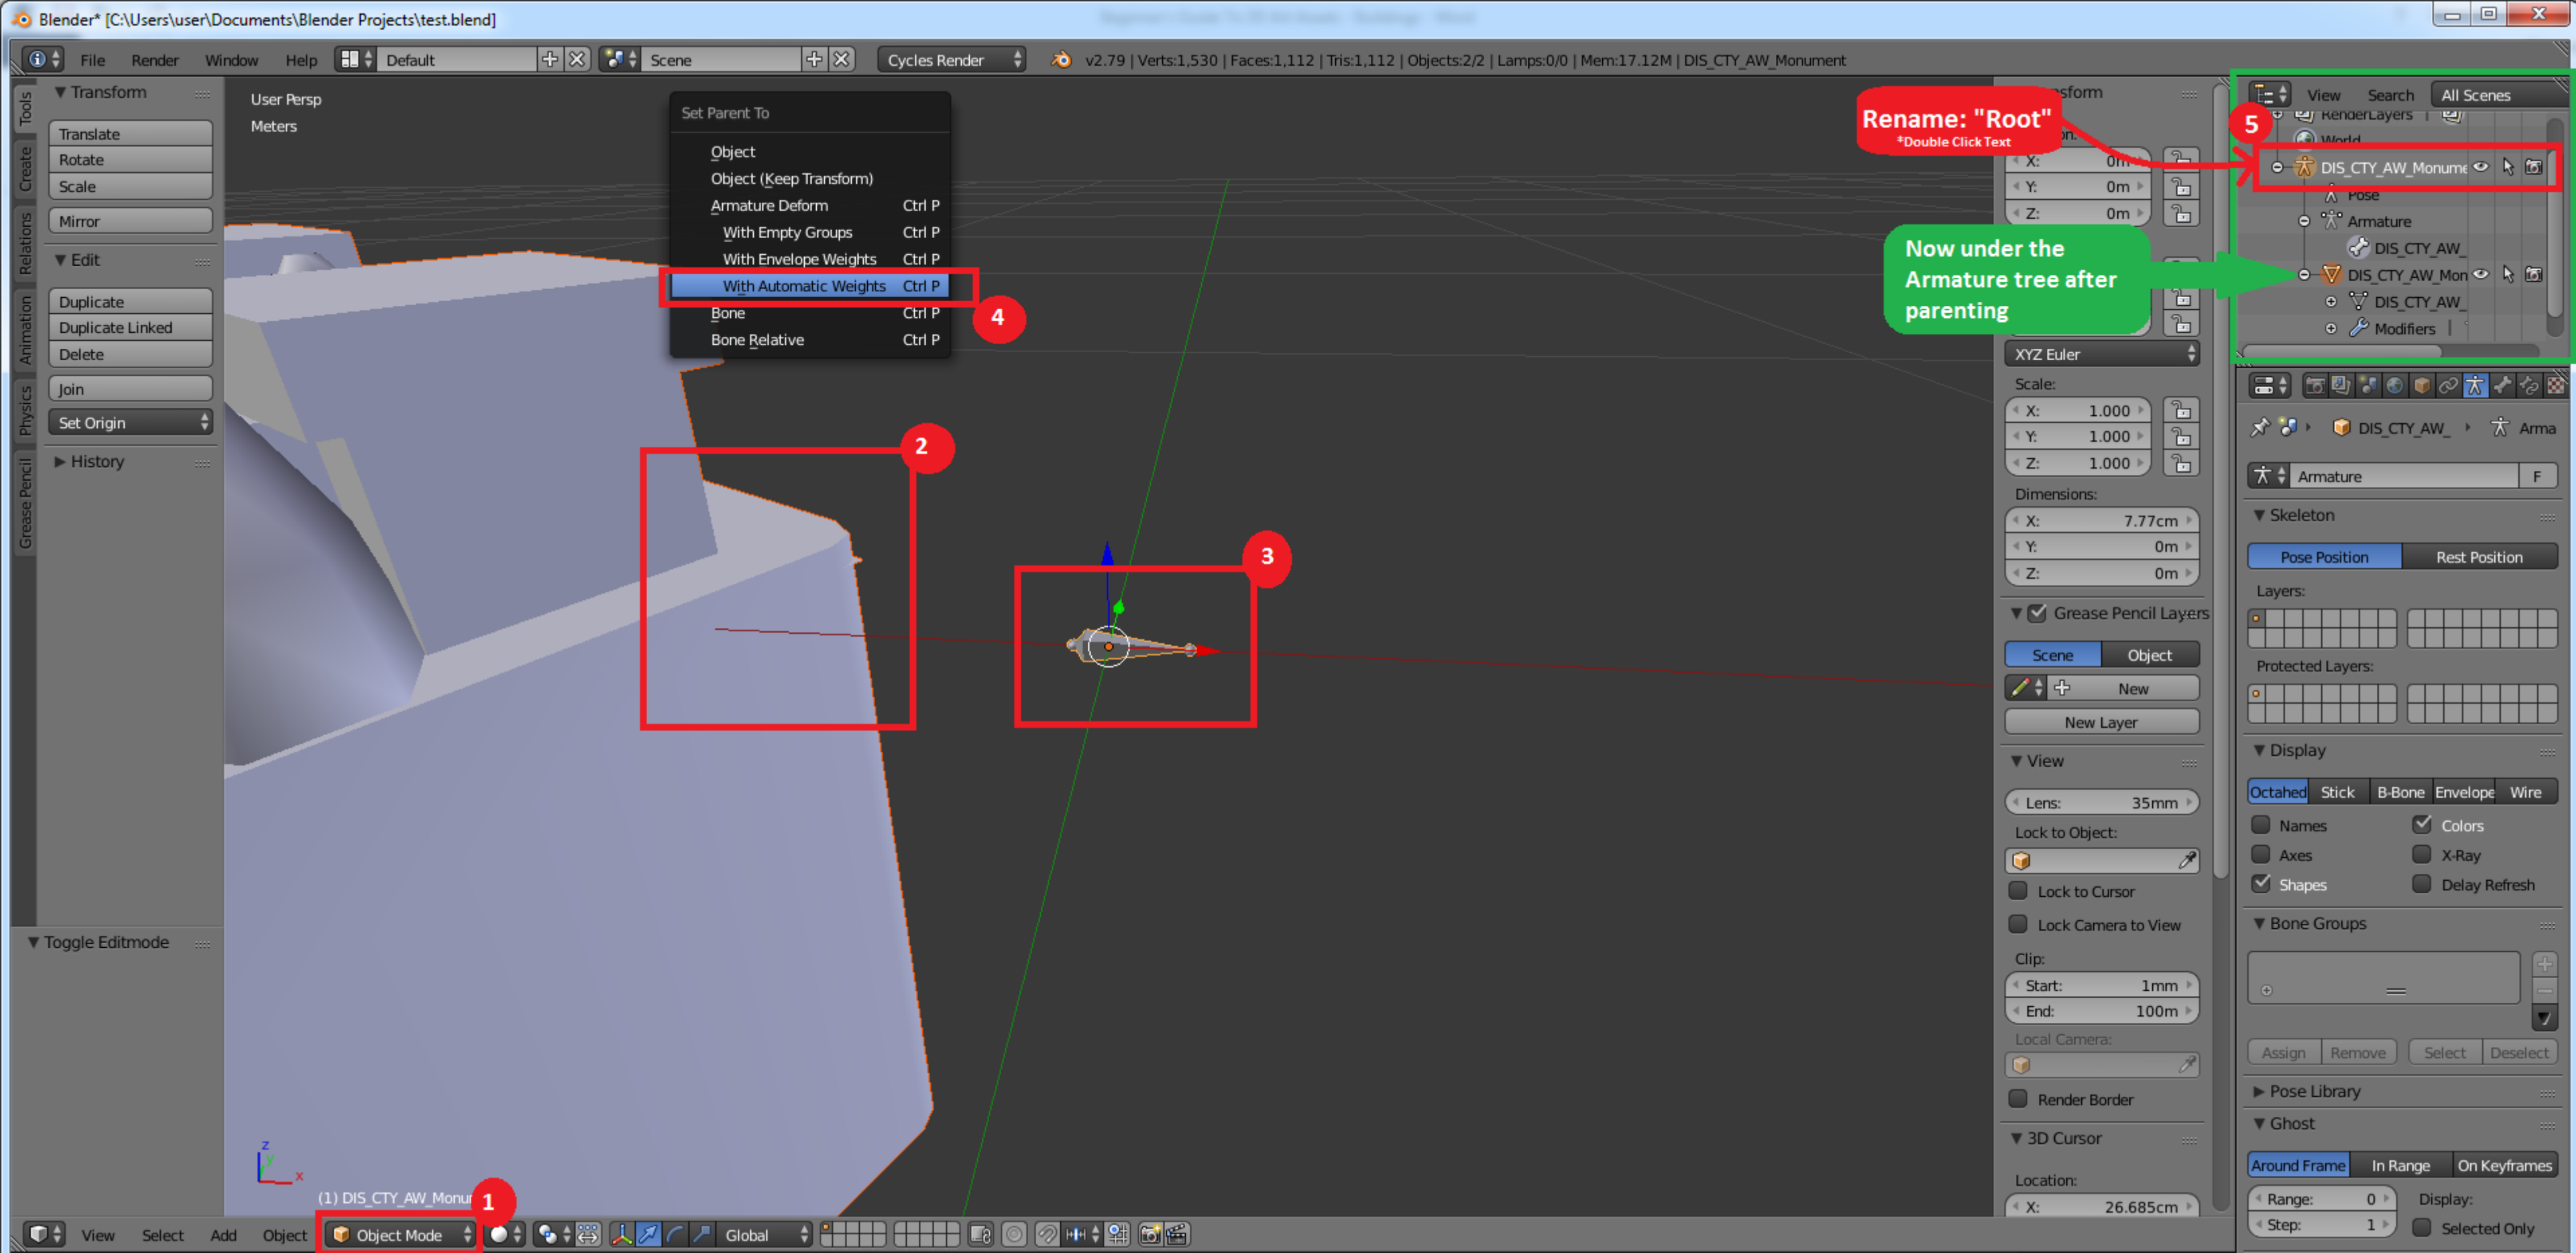 Blender* [C:\Users\user\Documents\Blender Projects\test.blend]
File Render Window Help Default Scene Cycles Render v2.79 | Verts:1,530 | Faces:1,112 | Tris:1,112 | Objects:2/2 | Lamps:0/0 | Mem:17.12M | DIS_CTY_AW_Monument
Tools
Create
Relations
Animation
Physics
Grease Pencil
Transform
Translate
Rotate
Scale
Mirror
Edit
Duplicate
Duplicate Linked
Delete
Join
Set Origin
History
Toggle Editmode
User Persp
Meters
Set Parent To
Object
Object (Keep Transform)
Armature Deform Ctrl P
With Empty Groups Ctrl P
With Envelope Weights Ctrl P
With Automatic Weights Ctrl P
Bone Ctrl P
Bone Relative Ctrl P
4
2
3
z
y
x
(1) DIS_CTY_AW_Monu
1
View Select Add Object Object Mode Global
Rename: "Root"
*Double Click Text
Now under the
Armature tree after
parenting
sform
X: 0m
Y: 0m
Z: 0m
XYZ Euler
Scale:
X: 1.000
Y: 1.000
Z: 1.000
Dimensions:
X: 7.77cm
Y: 0m
Z: 0m
Grease Pencil Layers
Scene Object
New
New Layer
View
Lens: 35mm
Lock to Object:
Lock to Cursor
Lock Camera to View
Clip:
Start: 1mm
End: 100m
Local Camera:
Render Border
3D Cursor
Location:
X: 26.685cm
View Search All Scenes
5
RenderLayers |
World
DIS_CTY_AW_Monume
Pose
Armature
DIS_CTY_AW_
DIS_CTY_AW_Mon
DIS_CTY_AW_
Modifiers |
DIS_CTY_AW_ Arma
Armature F
Skeleton
Pose Position Rest Position
Layers:
Protected Layers:
Display
Octahed Stick B-Bone Envelope Wire
Names Colors
Axes X-Ray
Shapes Delay Refresh
Bone Groups
Assign Remove Select Deselect
Pose Library
Ghost
Around Frame In Range On Keyframes
Range: 0 Display:
Step: 1 Selected Only